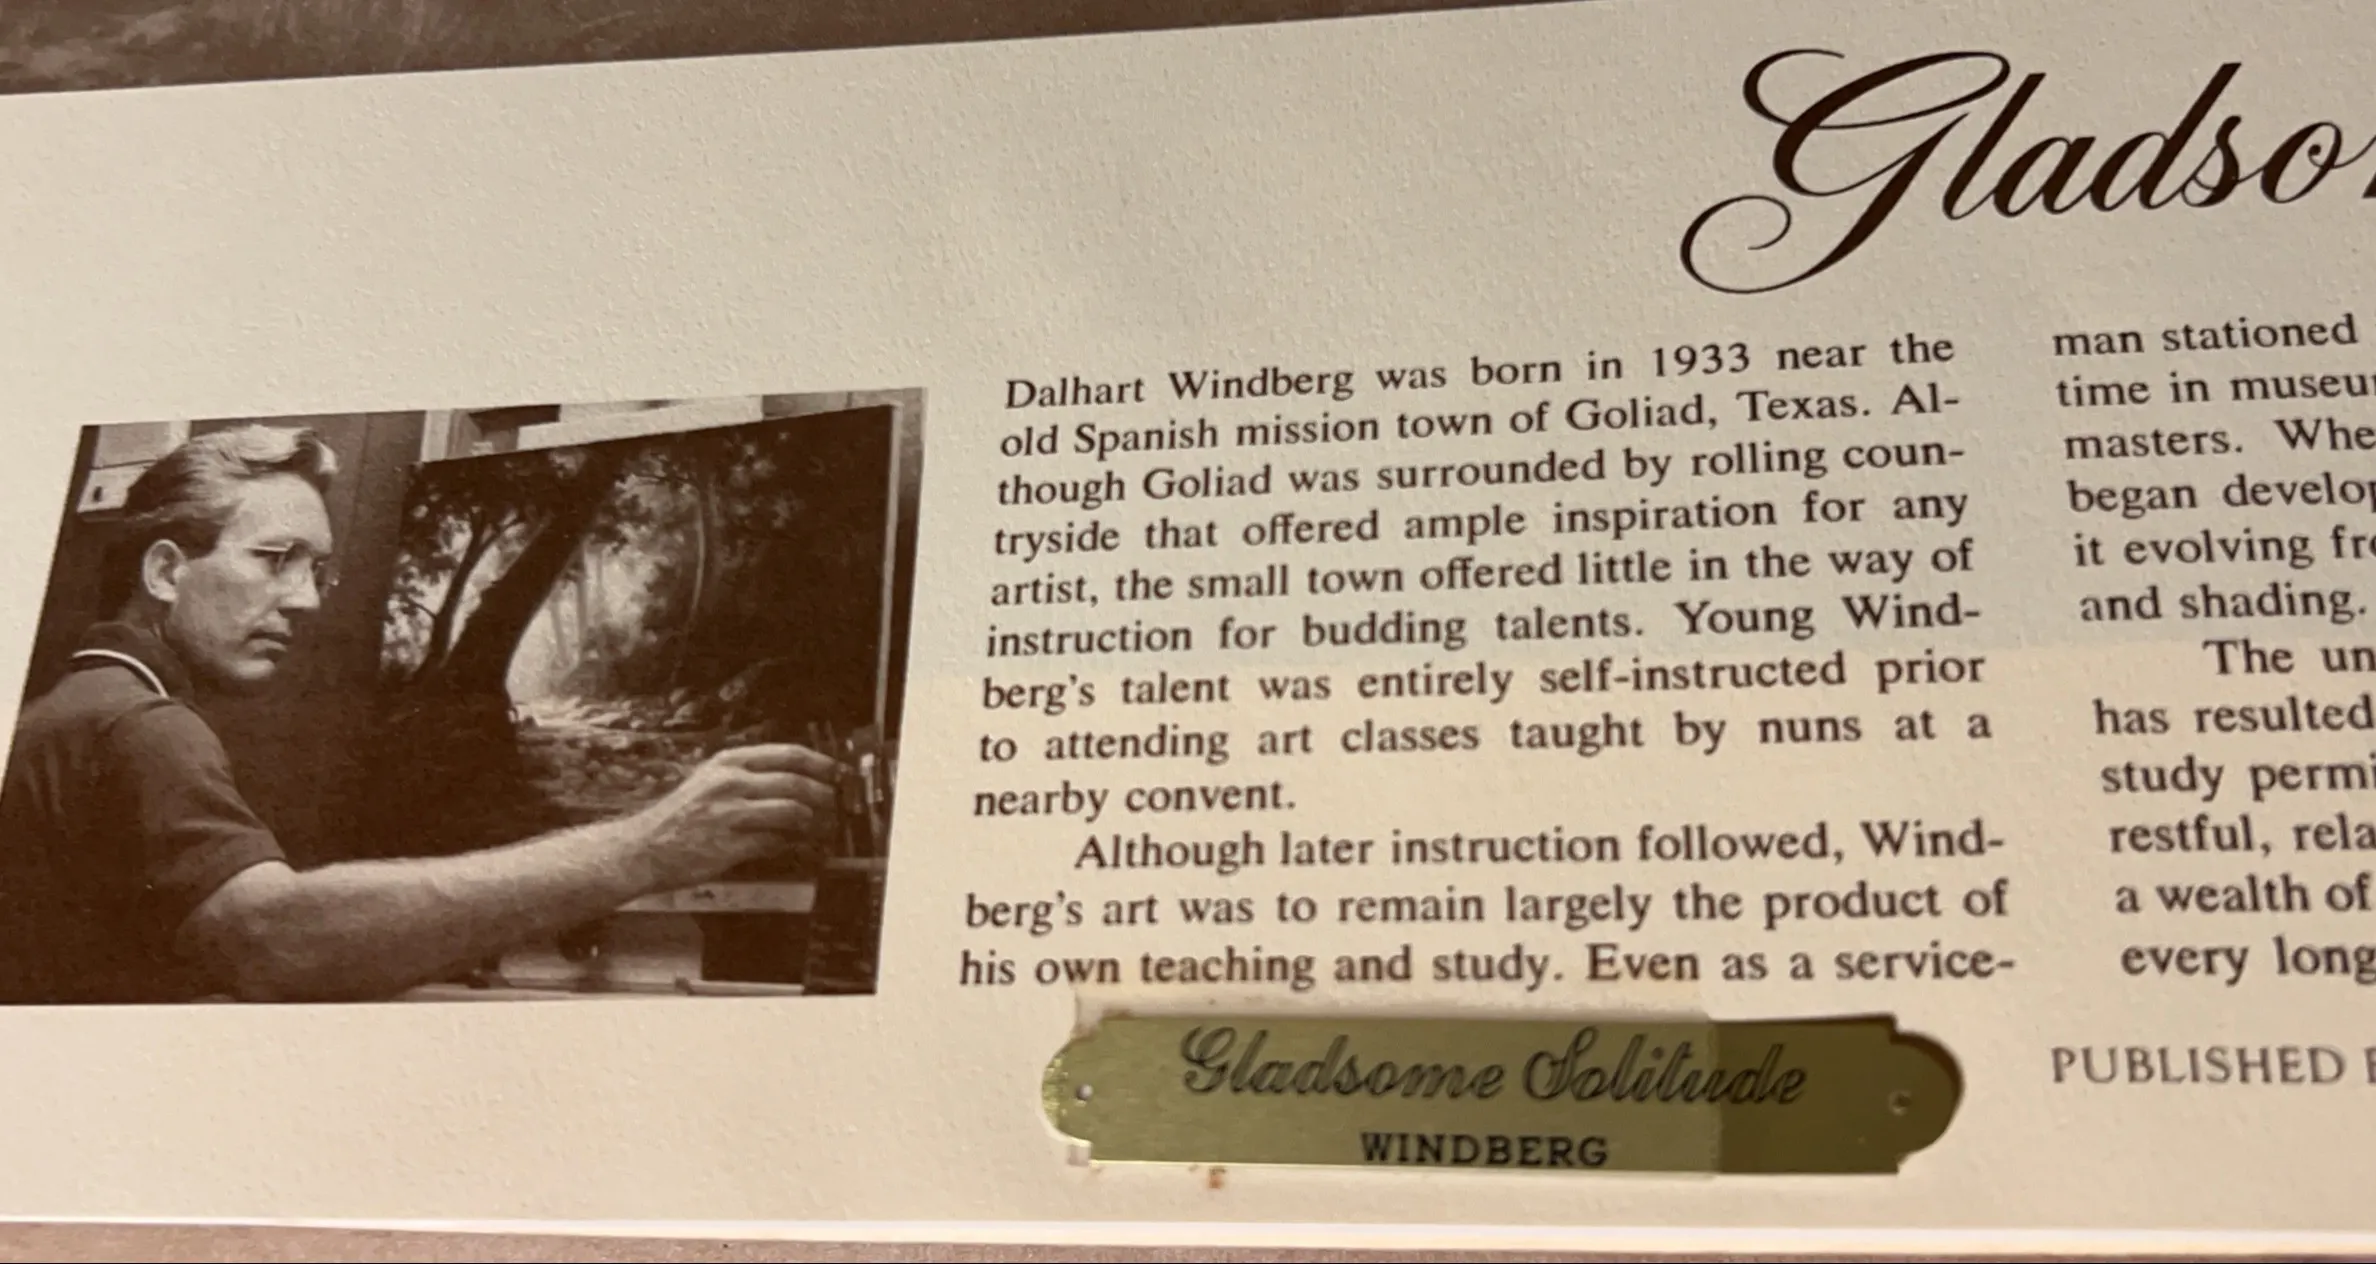 Gladso
Dalhart Windberg was born in 1933 near the
old Spanish mission town of Goliad, Texas. Al-
though Goliad was surrounded by rolling coun-
tryside that offered ample inspiration for any
artist, the small town offered little in the way of
instruction for budding talents. Young Wind-
berg's talent was entirely self-instructed prior
to attending art classes taught by nuns at a
nearby convent.
Although later instruction followed, Wind-
berg's art was to remain largely the product of
his own teaching and study. Even as a service-
man stationed
time in museu
masters. Whe
began develop
it evolving fr
and shading.
The un
has resulted
study permi
restful, rela
a wealth of
every long
PUBLISHED
Gladsome Solitude
WINDBERG